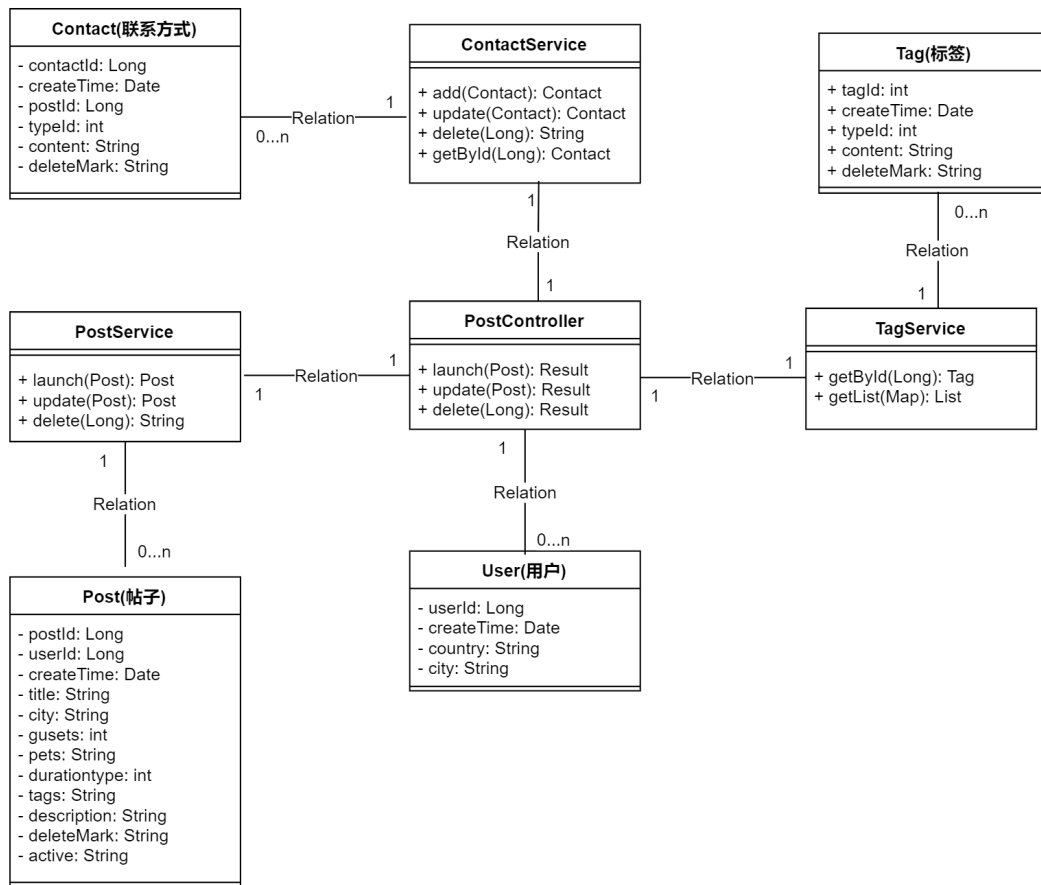 Contact(联系方式)
- contactId: Long
- createTime: Date
- postId: Long
- typeId: int
- content: String
- deleteMark: String
0...n
Relation
1
ContactService
+ add(Contact): Contact
+ update(Contact): Contact
+ delete(Long): String
+ getById(Long): Contact
Tag(标签)
+ tagId: int
+ createTime: Date
+ typeId: int
+ content: String
+ deleteMark: String
1
Relation
1
0...n
Relation
1
PostService
+ launch(Post): Post
+ update(Post): Post
+ delete(Long): String
1
Relation
1
PostController
+ launch(Post): Result
+ update(Post): Result
+ delete(Long): Result
1
Relation
1
TagService
+ getById(Long): Tag
+ getList(Map): List
1
Relation
0...n
1
Relation
0...n
Post(帖子)
- postId: Long
- userId: Long
- createTime: Date
- title: String
- city: String
- gusets: int
- pets: String
- durationtype: int
- tags: String
- description: String
- deleteMark: String
- active: String
User(用户)
- userId: Long
- createTime: Date
- country: String
- city: String